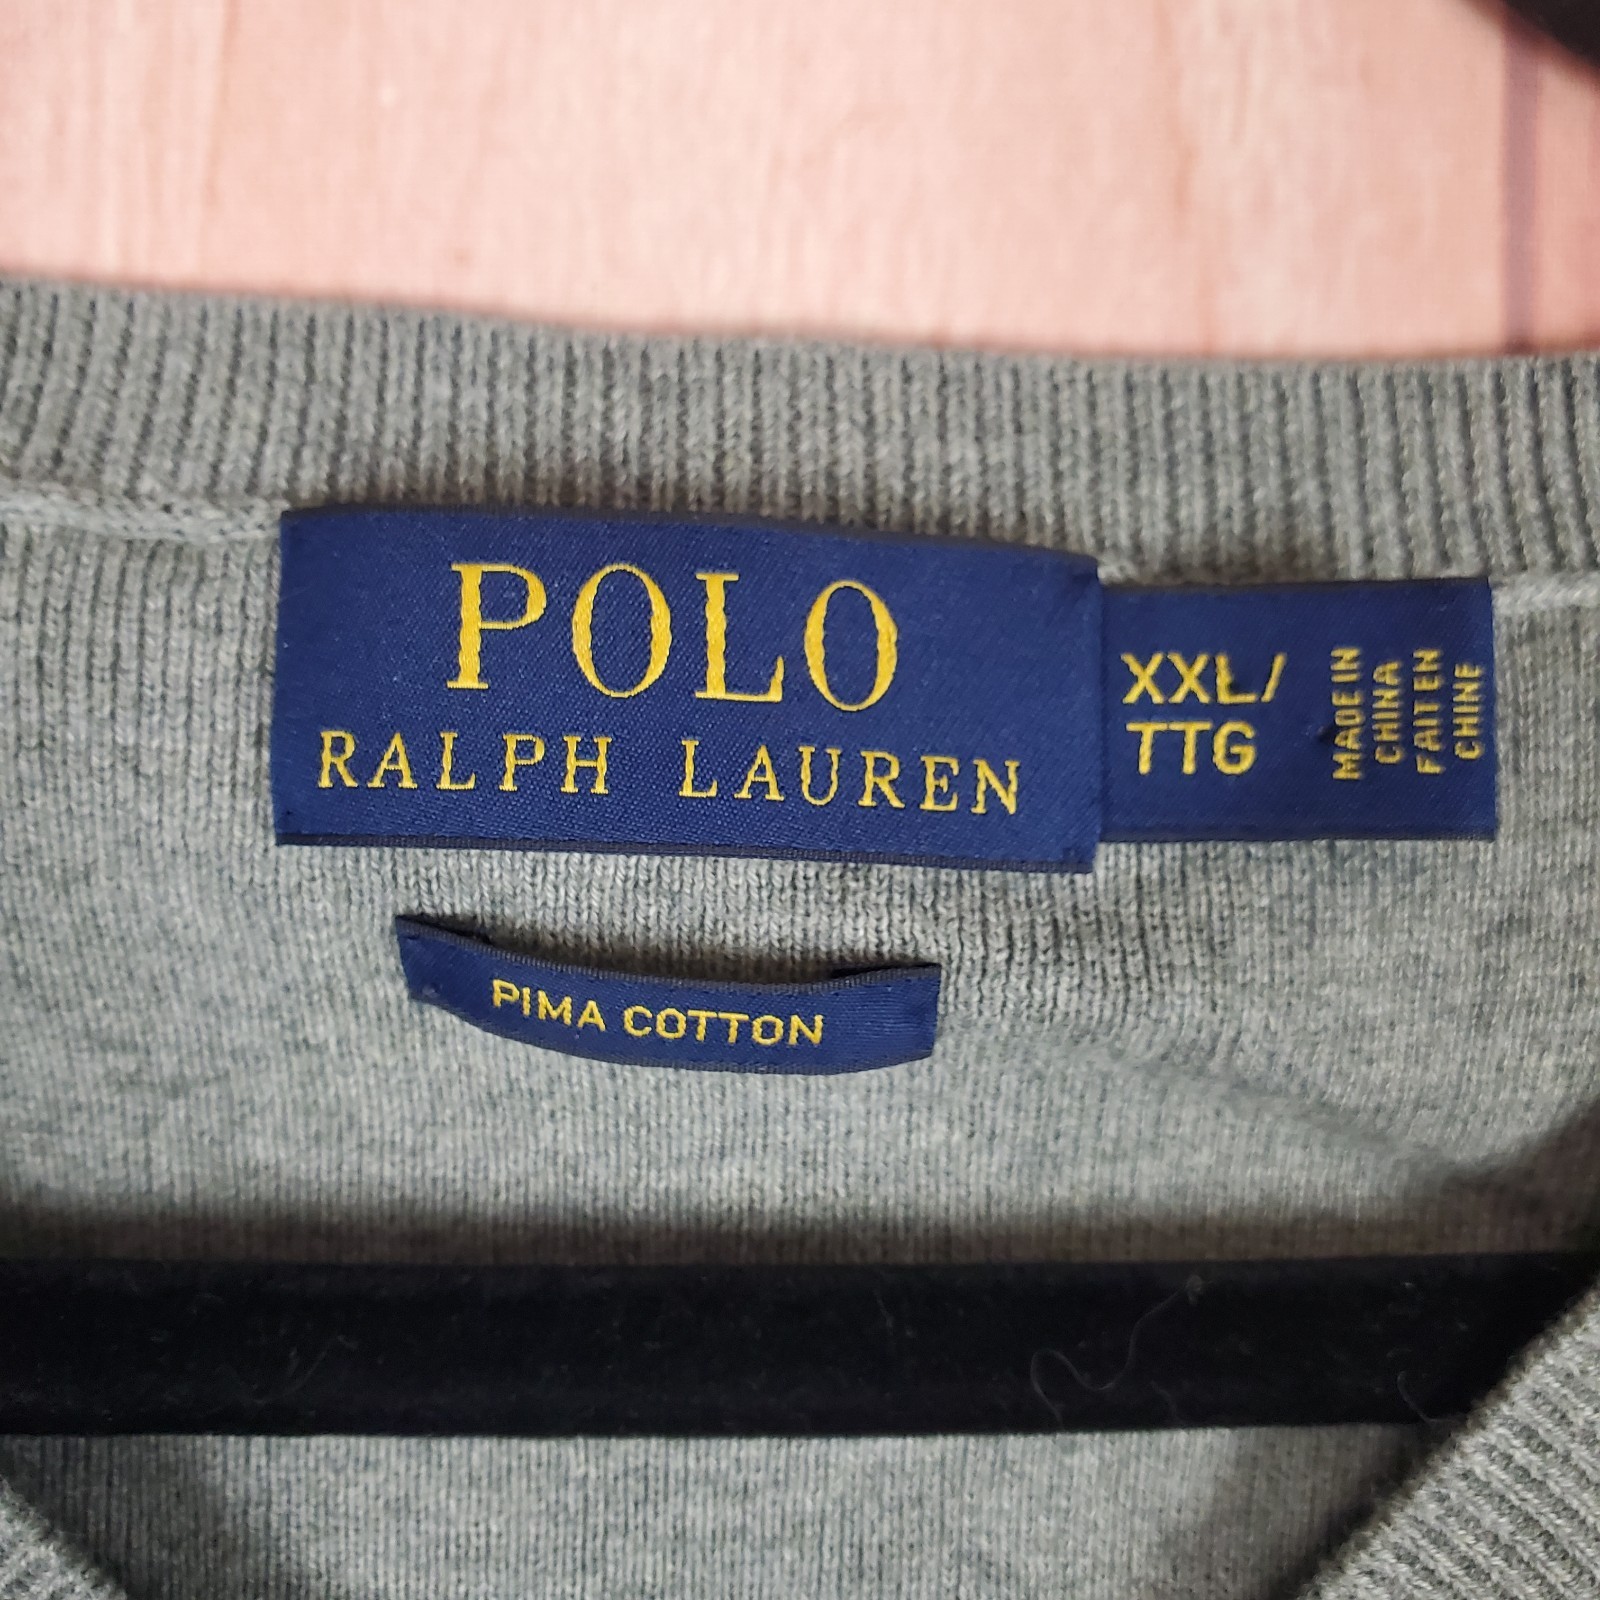 POLO
RALPH LAUREN
XXL/
TTG
MADE IN
CHINA
FAIT EN
CHINE
PIMA COTTON